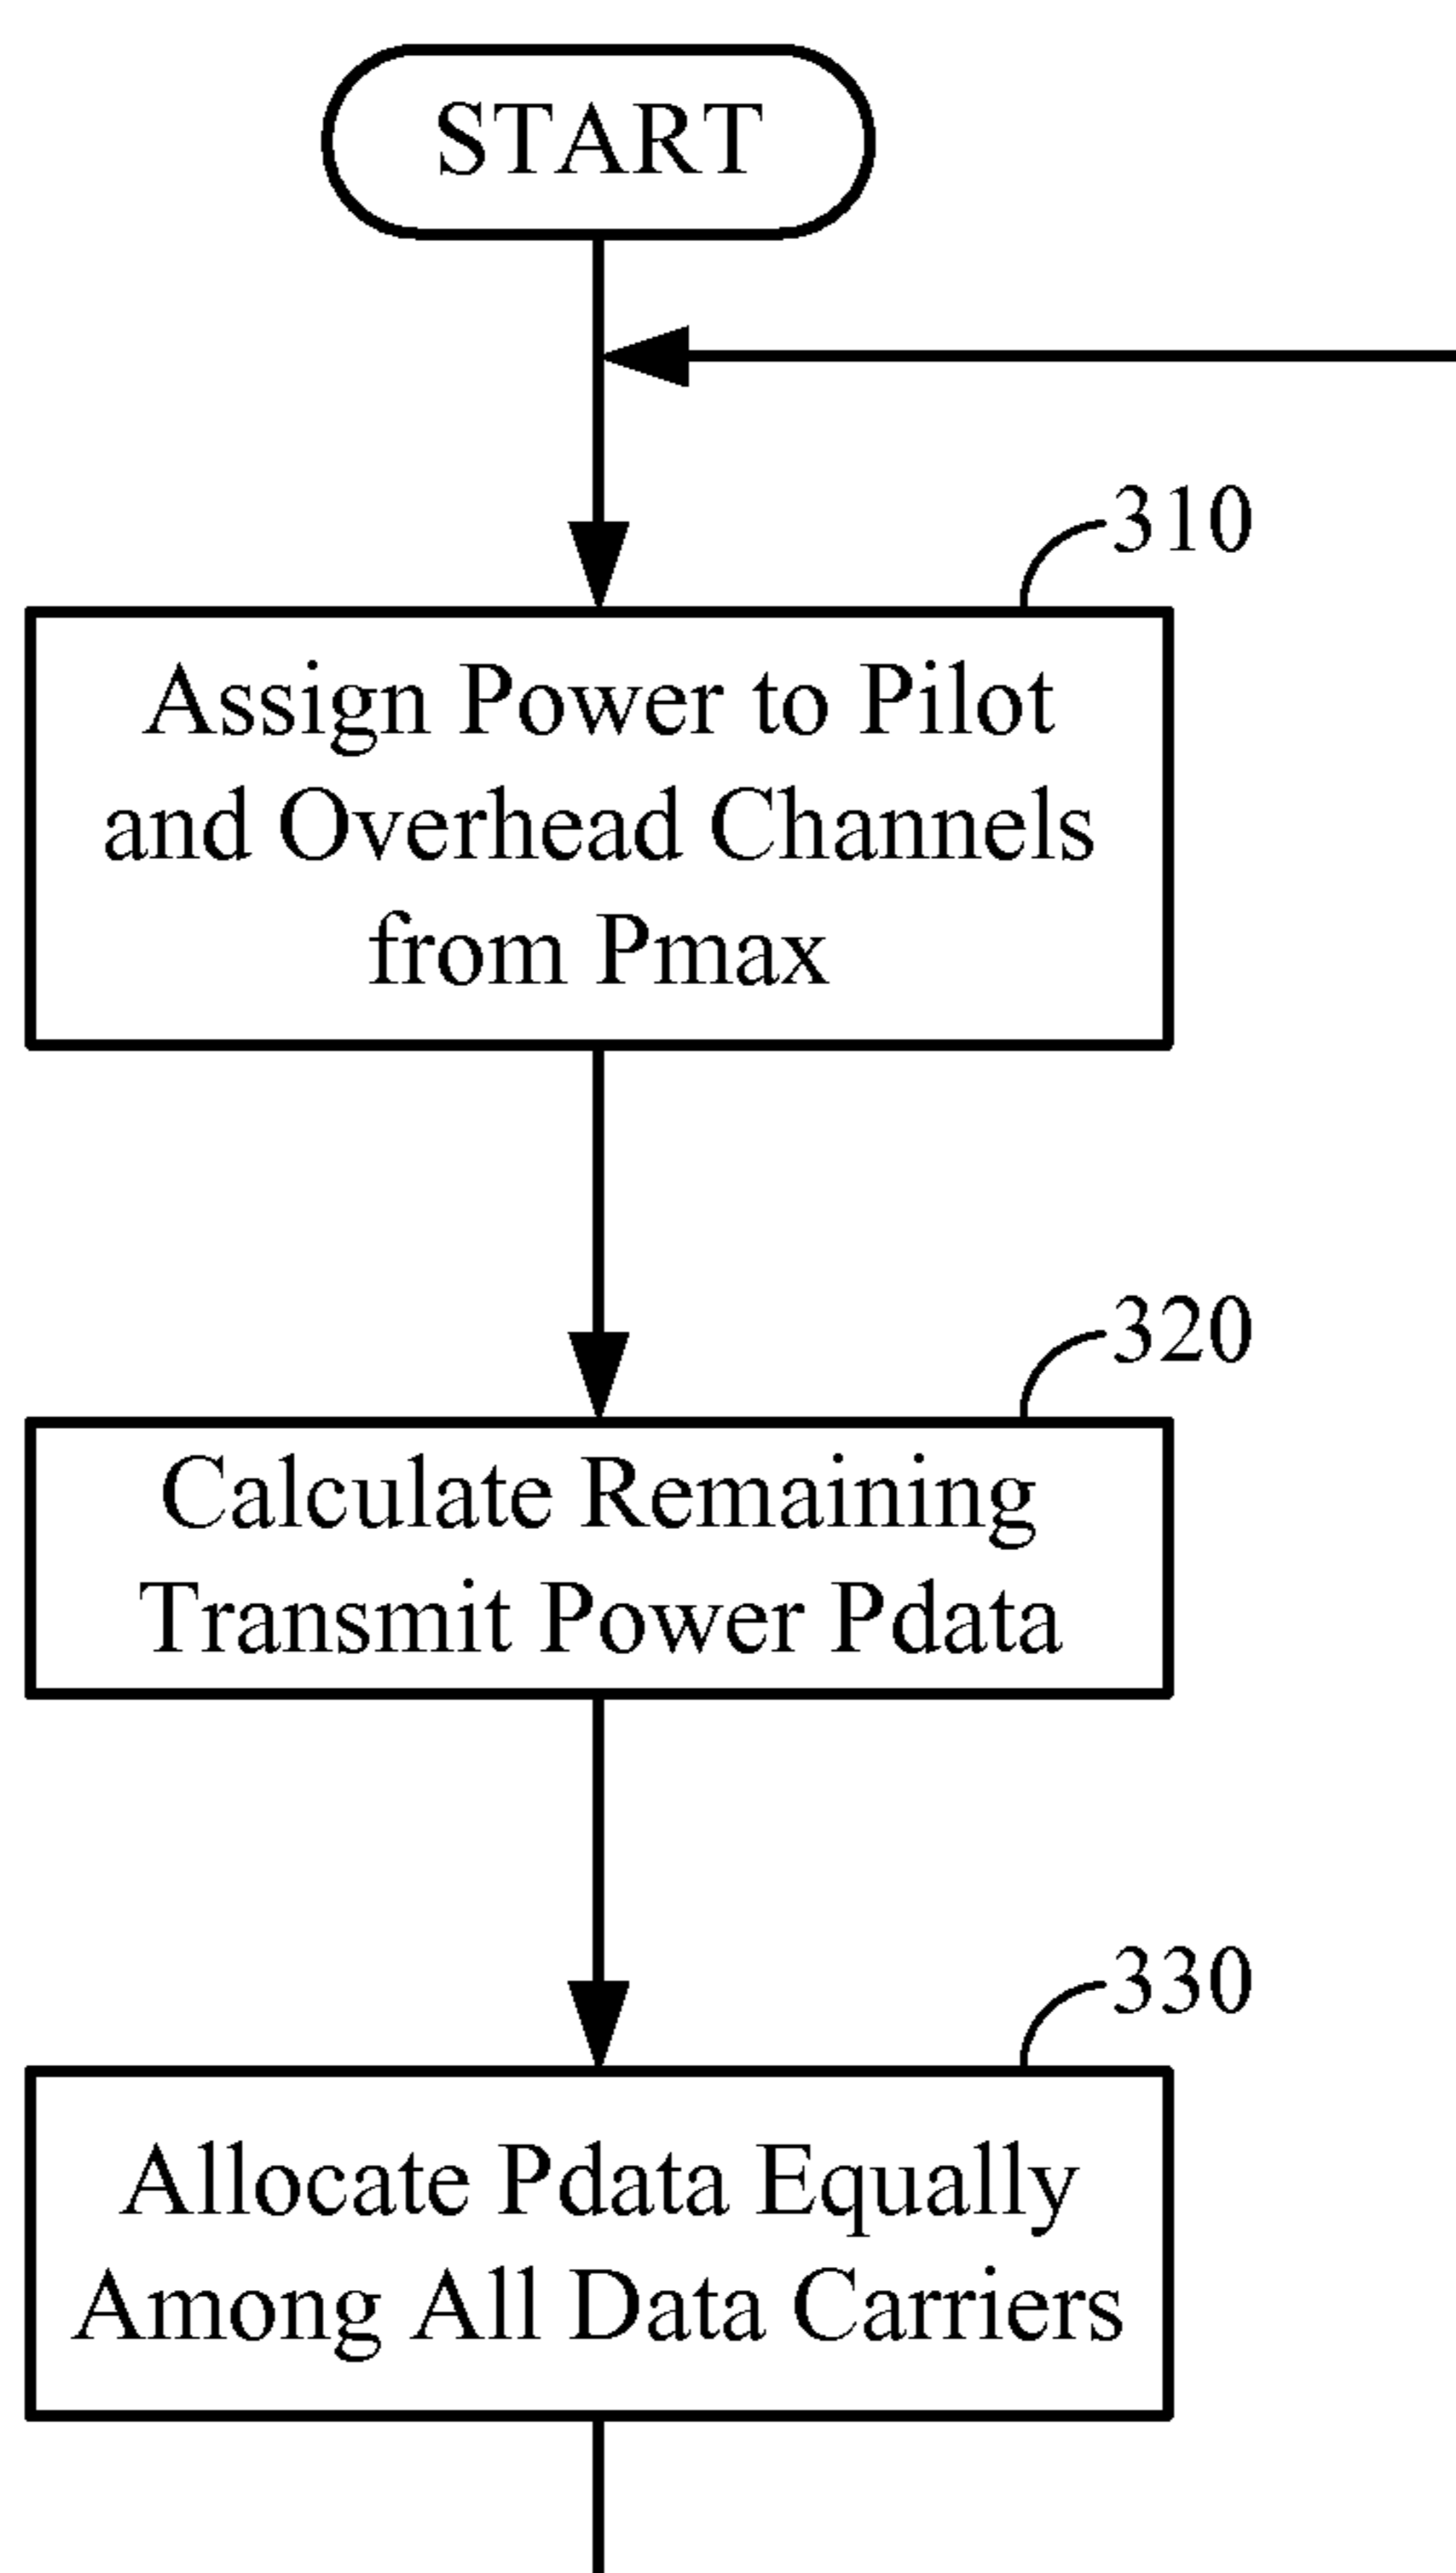 START
310
Assign Power to Pilot
and Overhead Channels
from Pmax
320
Calculate Remaining
Transmit Power Pdata
330
Allocate Pdata Equally
Among All Data Carriers